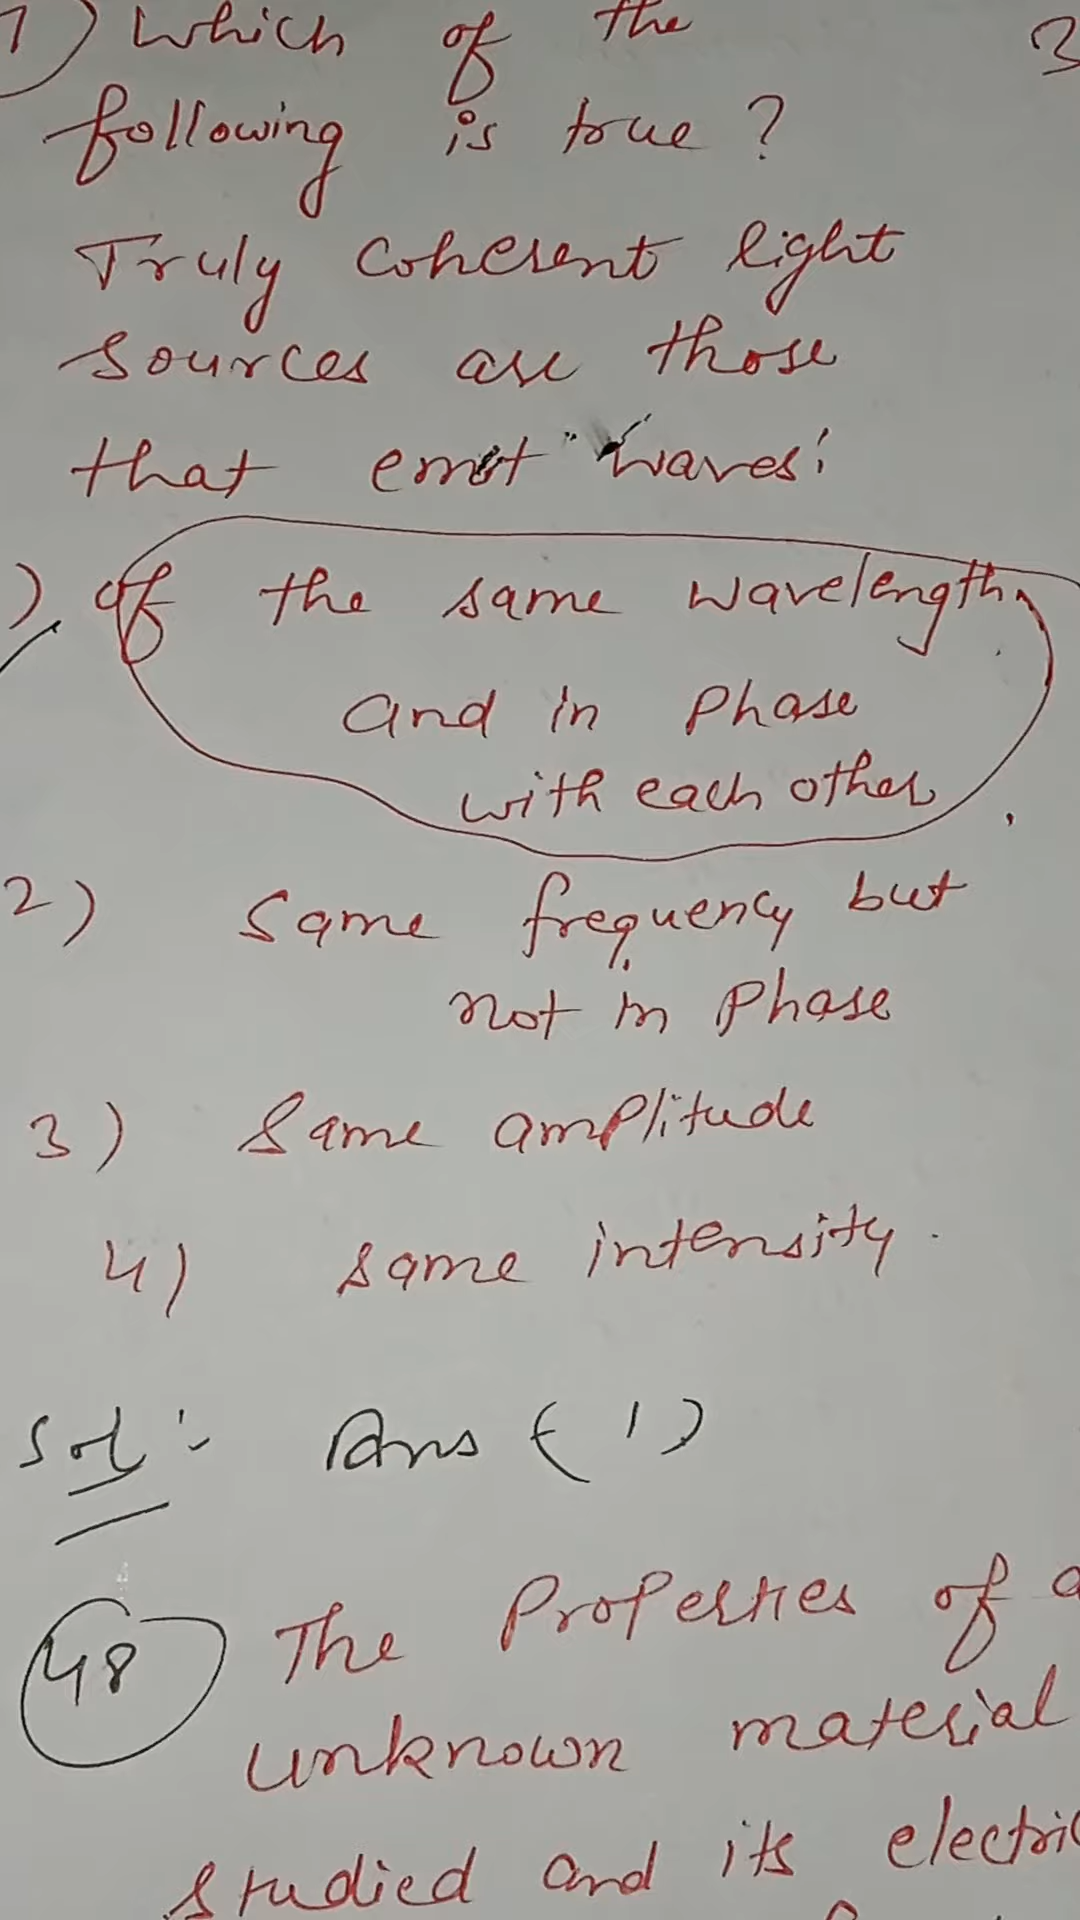 7) Which of the
following is true?
Truly coherent light
sources are those
that emit waves:
) of the same wavelength
and in phase
with each other
2) Same frequency but
not in phase
3) Same amplitude
4) same intensity.
Sol:- Ans (1)
48 The Properties of a
unknown material
studied and its electric